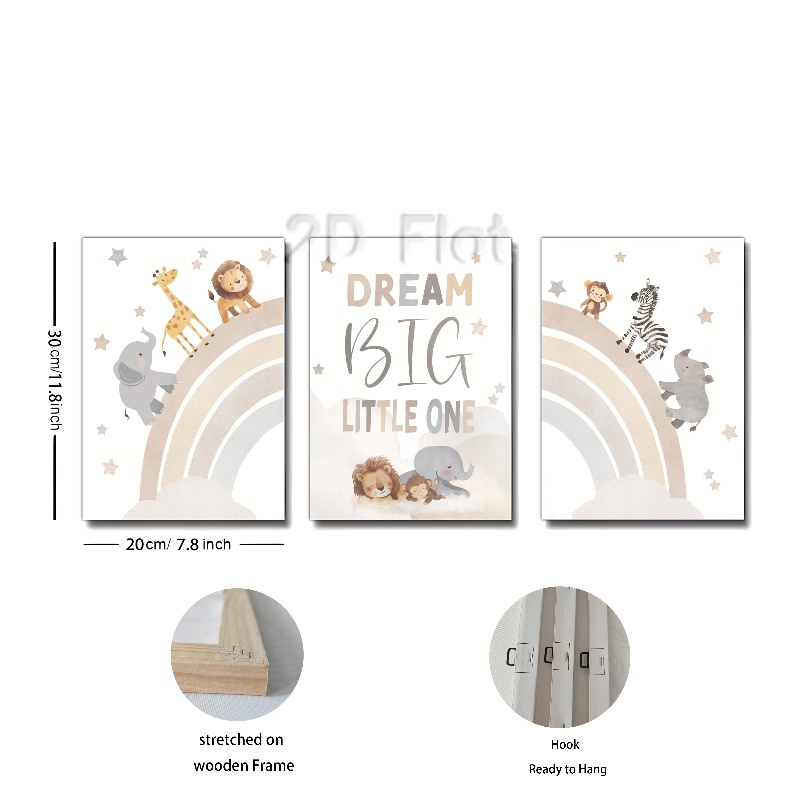 2D Flat
DREAM
BIG
LITTLE ONE
30cm/11.8inch
20cm/ 7.8 inch
stretched on
wooden Frame
Hook
Ready to Hang